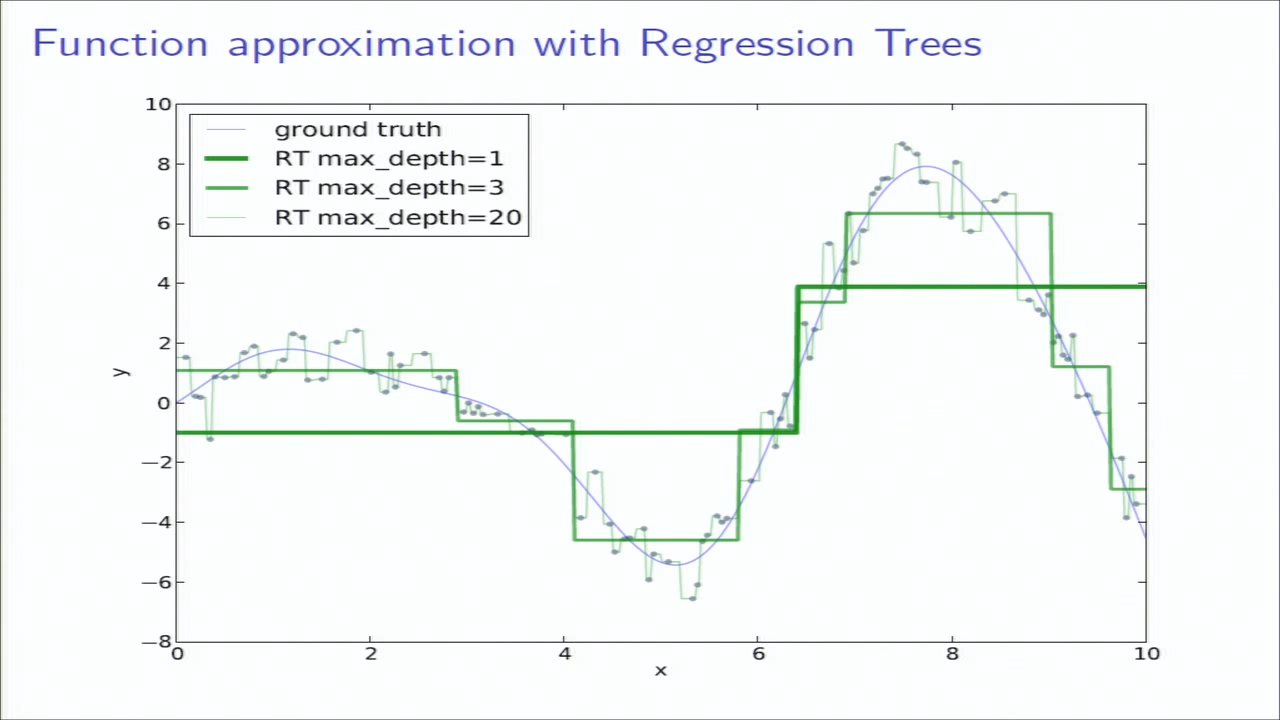 Function approximation with Regression Trees
10
8
6
4
2
0
−2
−4
−6
−8
y
ground truth
RT max_depth=1
RT max_depth=3
RT max_depth=20
0 2 4 6 8 10
x